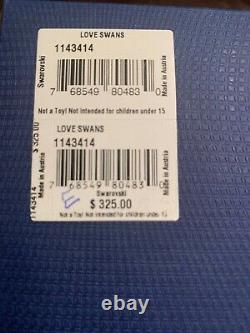 LOVE SWANS
1143414
Swarovski
7 68549 80483 0
Made in Austria
Not a Toy! Not Intended for children under 15
$ 325.00
LOVE SWANS
1143414
1143414
Made in Austria
7 68549 80483 0
Swarovski
$ 325.00
Not a Toy! Not Intended for children under 15
E